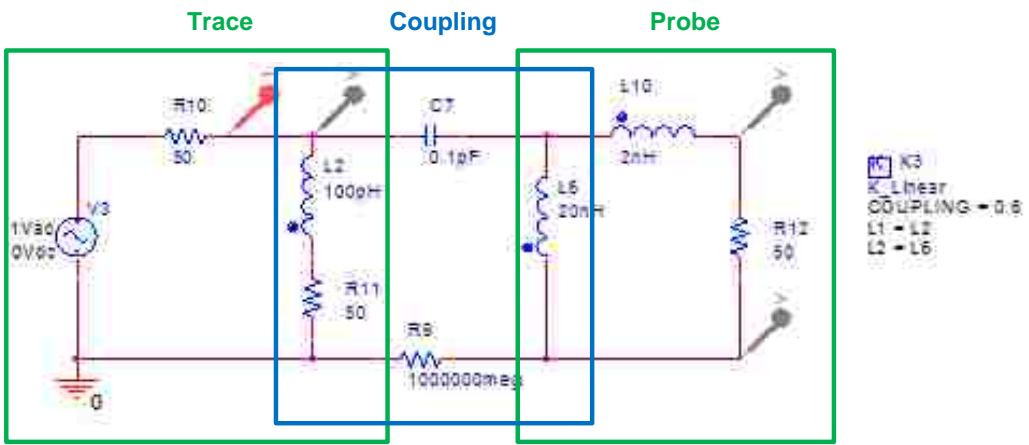 Trace Coupling Probe
R10
50
C7
0.1pF
L10
2nH
L2
100pH
L6
20nH
V3
1Vac
0Vdc
R11
50
R12
50
R9
1000000meg
0
K K3
K_Linear
COUPLING = 0.6
L1 = L2
L2 = L6